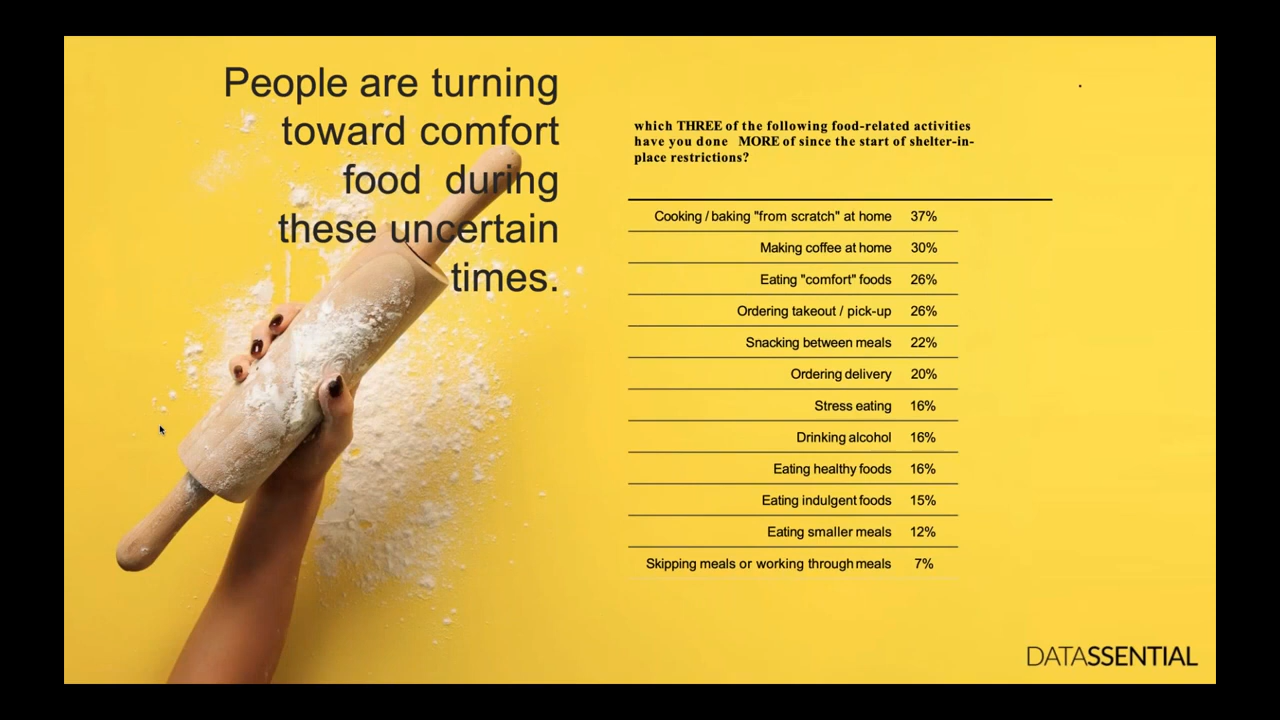 People are turning
toward comfort
food during
these uncertain
times.
which THREE of the following food-related activities
have you done MORE of since the start of shelter-in-
place restrictions?
Cooking / baking "from scratch" at home 37%
Making coffee at home 30%
Eating "comfort" foods 26%
Ordering takeout / pick-up 26%
Snacking between meals 22%
Ordering delivery 20%
Stress eating 16%
Drinking alcohol 16%
Eating healthy foods 16%
Eating indulgent foods 15%
Eating smaller meals 12%
Skipping meals or working through meals 7%
DATASSENTIAL